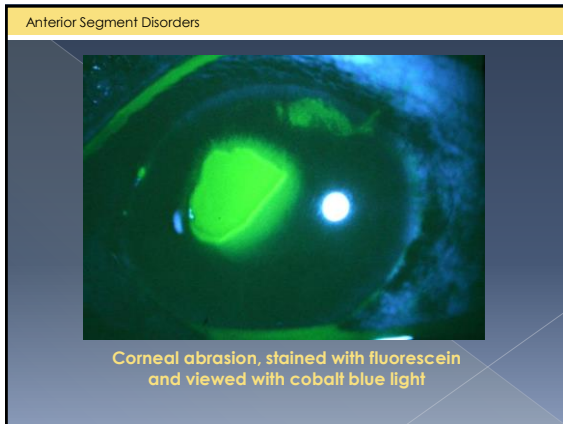 Anterior Segment Disorders
Corneal abrasion, stained with fluorescein
and viewed with cobalt blue light